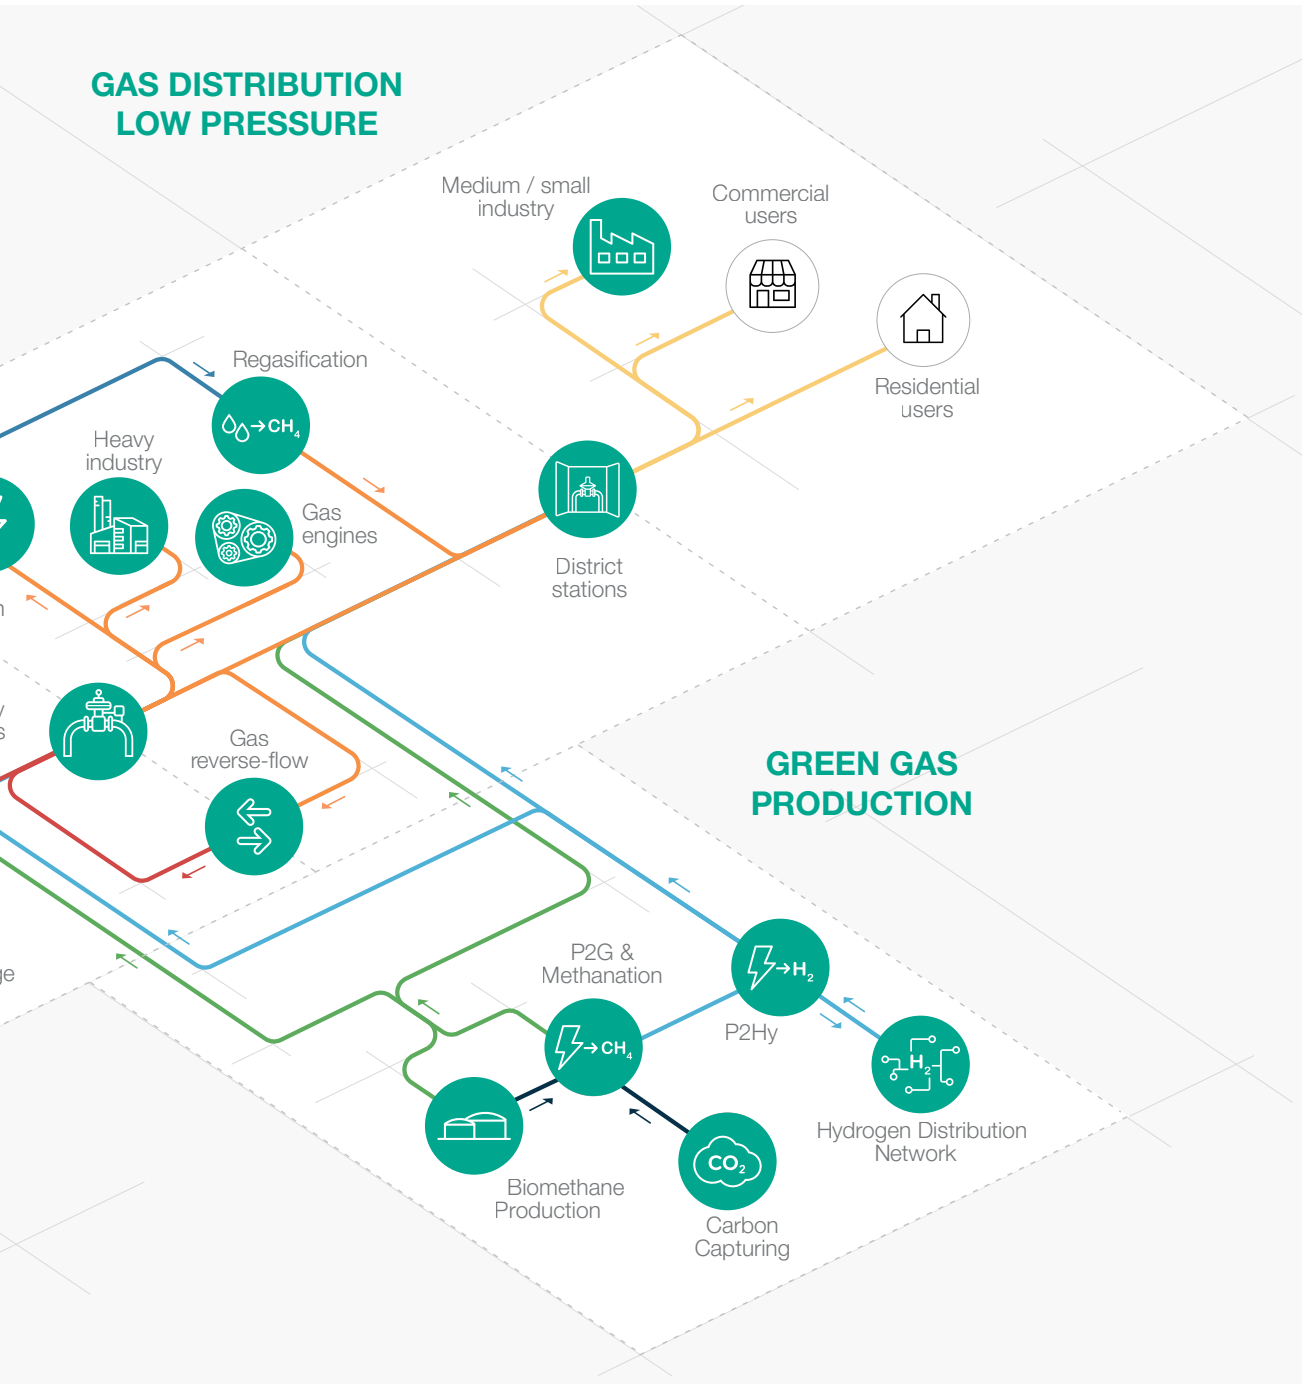 GAS DISTRIBUTION
LOW PRESSURE
Medium / small
industry
Commercial
users
Residential
users
Regasification
→CH4
Heavy
industry
Gas
engines
District
stations
Gas
reverse-flow
GREEN GAS
PRODUCTION
P2G &
Methanation
→CH4
→H2
P2Hy
H2
Hydrogen Distribution
Network
Biomethane
Production
CO2
Carbon
Capturing